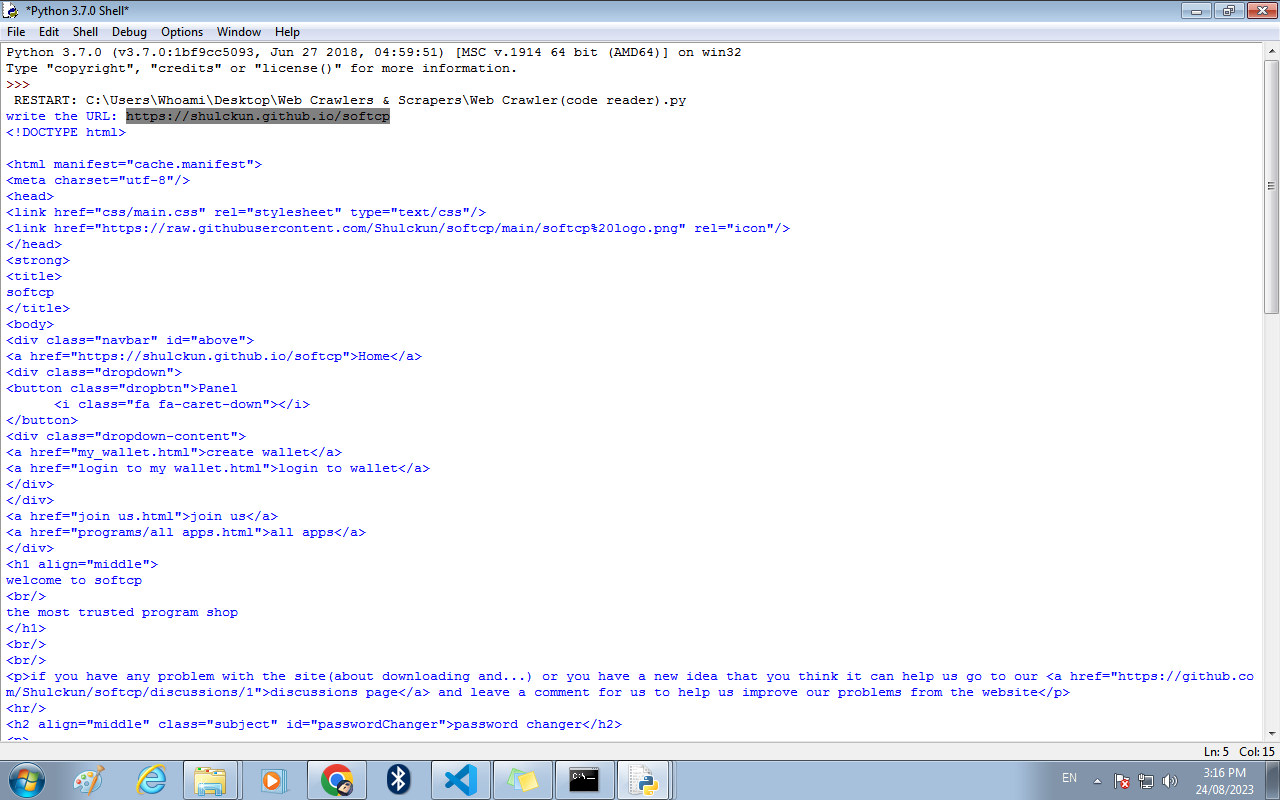 *Python 3.7.0 Shell*
File Edit Shell Debug Options Window Help
Python 3.7.0 (v3.7.0:1bf9cc5093, Jun 27 2018, 04:59:51) [MSC v.1914 64 bit (AMD64)] on win32
Type "copyright", "credits" or "license()" for more information.
>>>
 RESTART: C:\Users\Whoami\Desktop\Web Crawlers & Scrapers\Web Crawler(code reader).py
write the URL: https://shulckun.github.io/softcp
<!DOCTYPE html>

<html manifest="cache.manifest">
<meta charset="utf-8"/>
<head>
<link href="css/main.css" rel="stylesheet" type="text/css"/>
<link href="https://raw.githubusercontent.com/Shulckun/softcp/main/softcp%20logo.png" rel="icon"/>
</head>
<strong>
<title>
softcp
</title>
<body>
<div class="navbar" id="above">
<a href="https://shulckun.github.io/softcp">Home</a>
<div class="dropdown">
<button class="dropbtn">Panel
      <i class="fa fa-caret-down"></i>
</button>
<div class="dropdown-content">
<a href="my_wallet.html">create wallet</a>
<a href="login to my wallet.html">login to wallet</a>
</div>
</div>
<a href="join us.html">join us</a>
<a href="programs/all apps.html">all apps</a>
</div>
<h1 align="middle">
welcome to softcp
<br/>
the most trusted program shop
</h1>
<br/>
<br/>
<p>if you have any problem with the site(about downloading and...) or you have a new idea that you think it can help us go to our <a href="https://github.co
m/Shulckun/softcp/discussions/1">discussions page</a> and leave a comment for us to help us improve our problems from the website</p>
<hr/>
<h2 align="middle" class="subject" id="passwordChanger">password changer</h2>
<p>
Ln: 5 Col: 15
EN
3:16 PM
24/08/2023